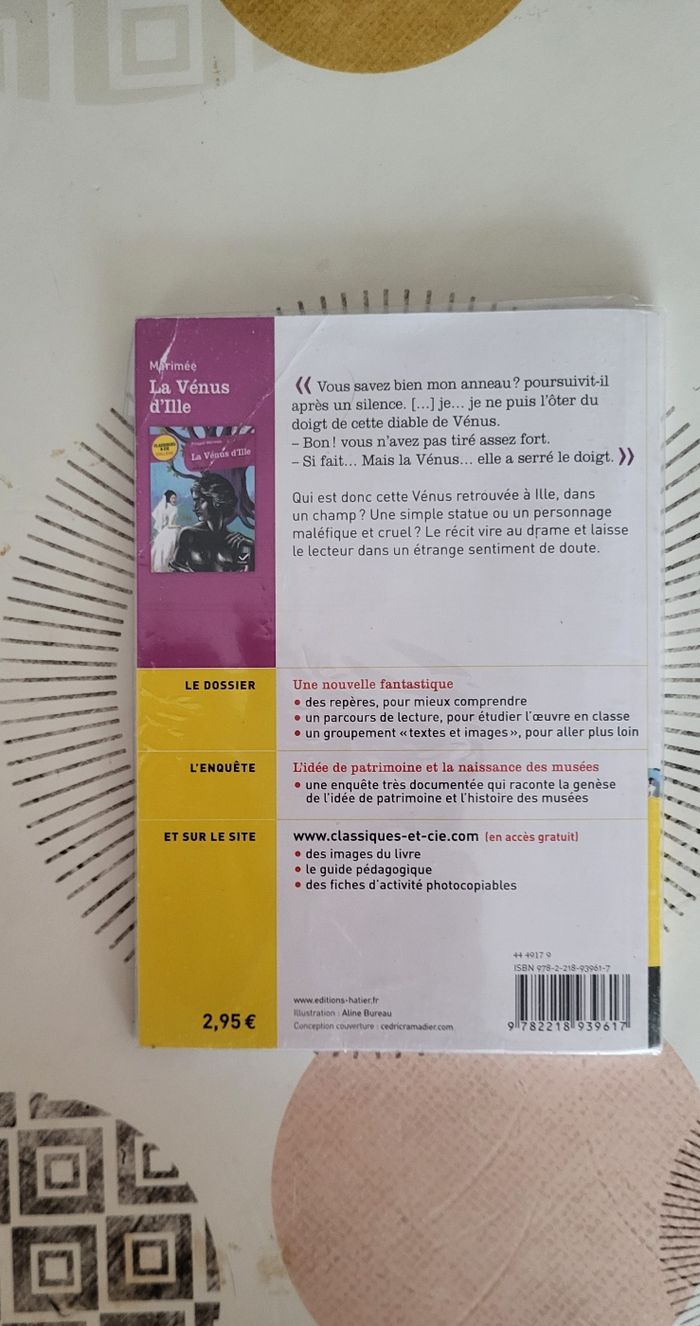 Mérimée
La Vénus
d'Ille
CLASSIQUES
& CIE
COLLÈGE
La Vénus d'Ille
⟪ Vous savez bien mon anneau ? poursuivit-il
après un silence. [...] je... je ne puis l'ôter du
doigt de cette diable de Vénus.
– Bon ! vous n'avez pas tiré assez fort.
– Si fait... Mais la Vénus... elle a serré le doigt. ⟫
Qui est donc cette Vénus retrouvée à Ille, dans
un champ ? Une simple statue ou un personnage
maléfique et cruel ? Le récit vire au drame et laisse
le lecteur dans un étrange sentiment de doute.
LE DOSSIER
Une nouvelle fantastique
• des repères, pour mieux comprendre
• un parcours de lecture, pour étudier l'œuvre en classe
• un groupement « textes et images », pour aller plus loin
L'ENQUÊTE
L'idée de patrimoine et la naissance des musées
• une enquête très documentée qui raconte la genèse
de l'idée de patrimoine et l'histoire des musées
ET SUR LE SITE
www.classiques-et-cie.com (en accès gratuit)
• des images du livre
• le guide pédagogique
• des fiches d'activité photocopiables
44 4917 9
ISBN 978-2-218-93961-7
www.editions-hatier.fr
Illustration : Aline Bureau
Conception couverture : cedricramadier.com
2,95 €
9 782218 939617